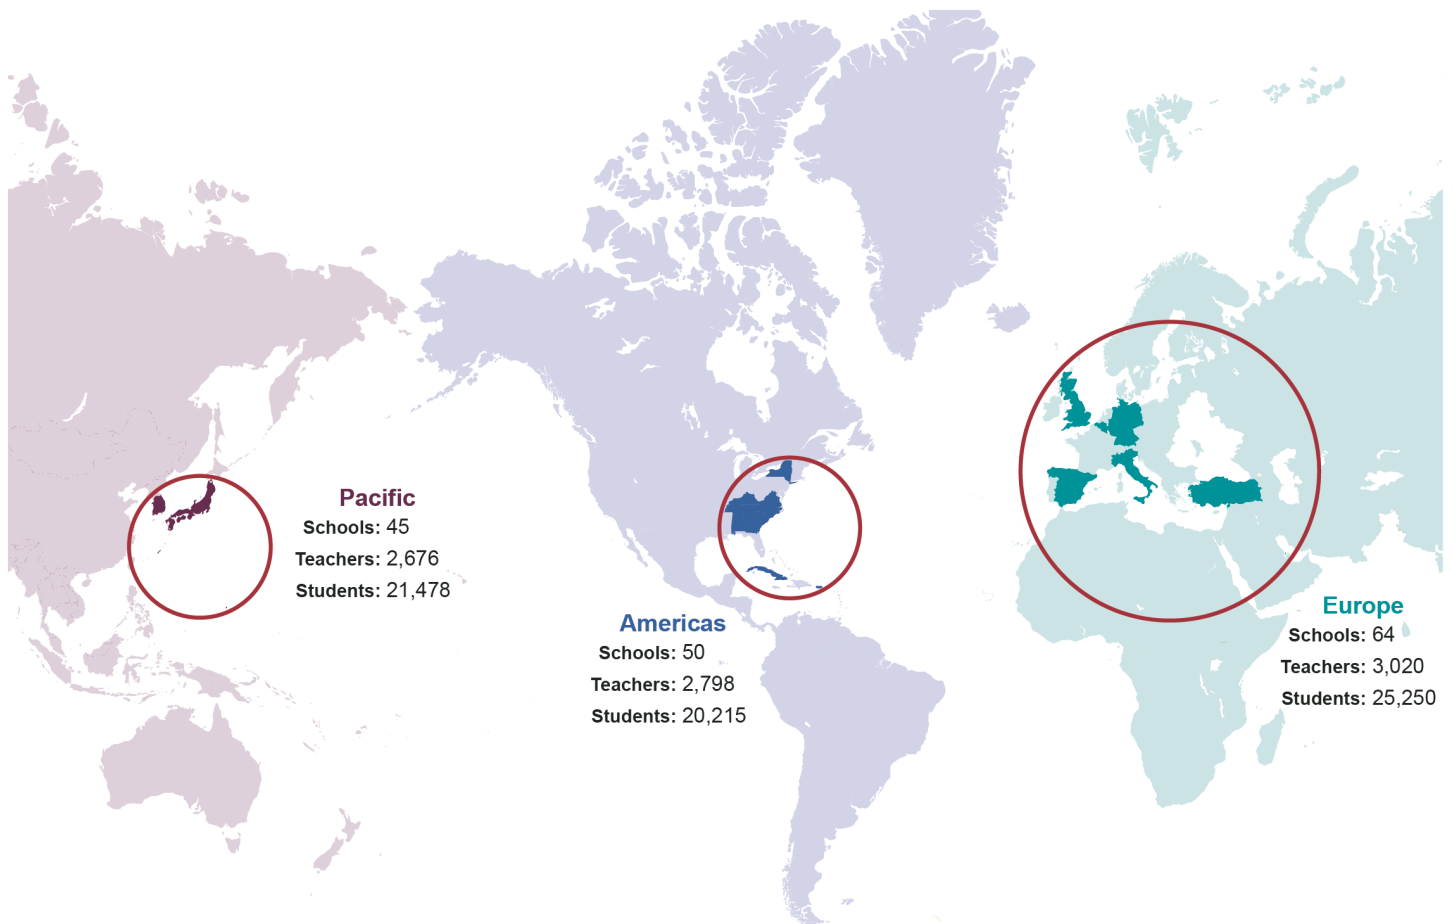 Pacific
Schools: 45
Teachers: 2,676
Students: 21,478
Americas
Schools: 50
Teachers: 2,798
Students: 20,215
Europe
Schools: 64
Teachers: 3,020
Students: 25,250